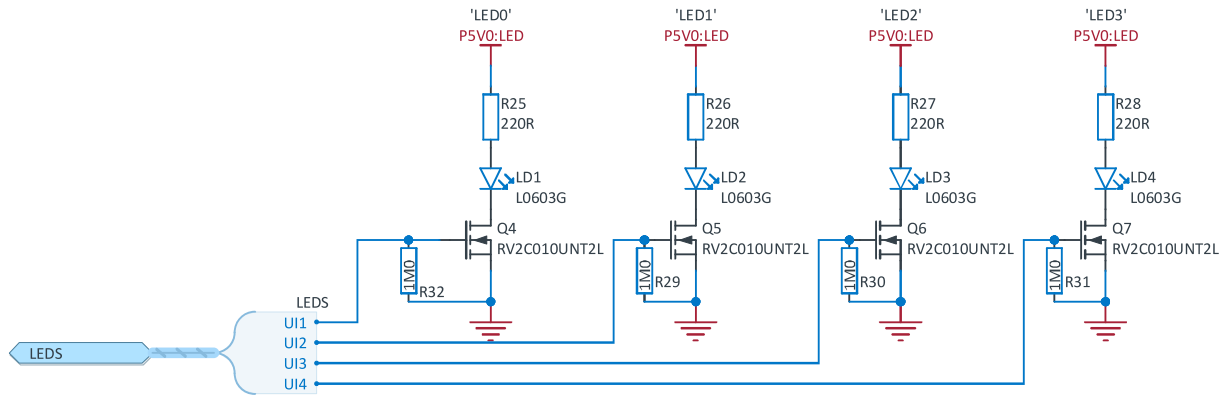 'LED0' 'LED1' 'LED2' 'LED3'
P5V0:LED P5V0:LED P5V0:LED P5V0:LED
R25 R26 R27 R28
220R 220R 220R 220R
LD1 LD2 LD3 LD4
L0603G L0603G L0603G L0603G
Q4 Q5 Q6 Q7
RV2C010UNT2L RV2C010UNT2L RV2C010UNT2L RV2C010UNT2L
1M0 1M0 1M0 1M0
R32 R29 R30 R31
LEDS
UI1
UI2
LEDS
UI3
UI4